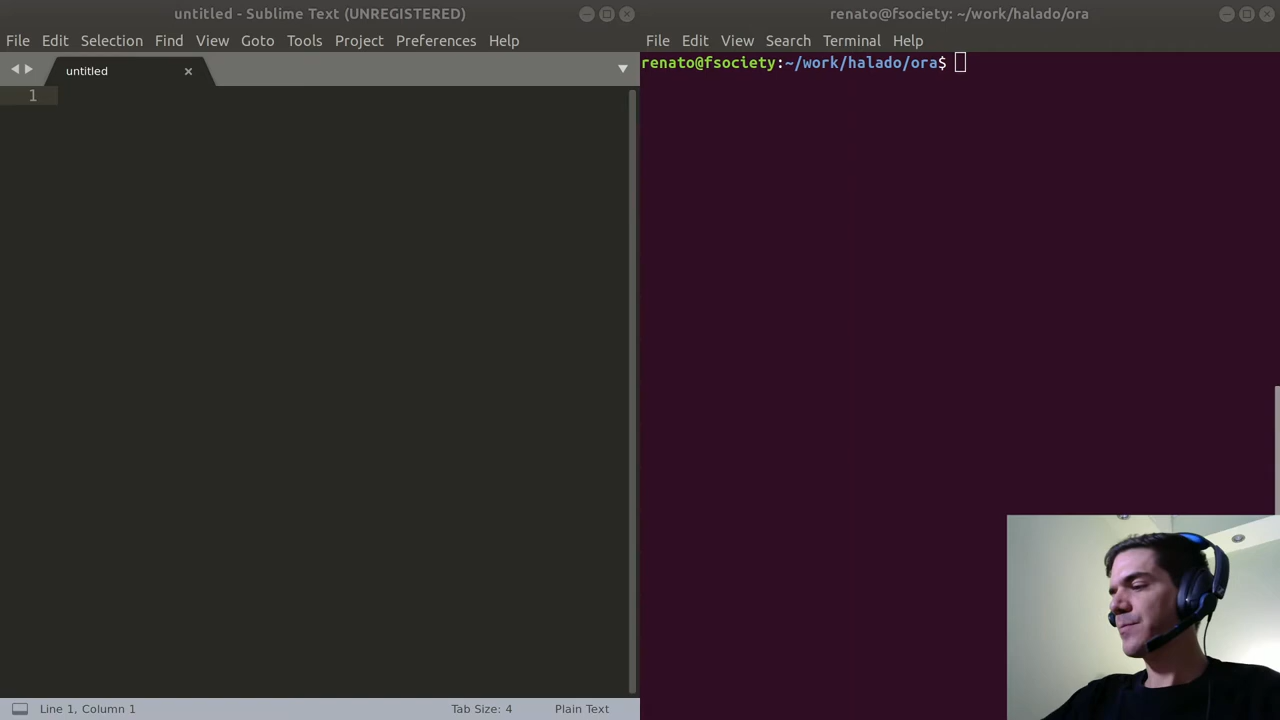 untitled - Sublime Text (UNREGISTERED)
File Edit Selection Find View Goto Tools Project Preferences Help
untitled
1
Line 1, Column 1
Tab Size: 4
Plain Text
renato@fsociety: ~/work/halado/ora
File Edit View Search Terminal Help
renato@fsociety:~/work/halado/ora$